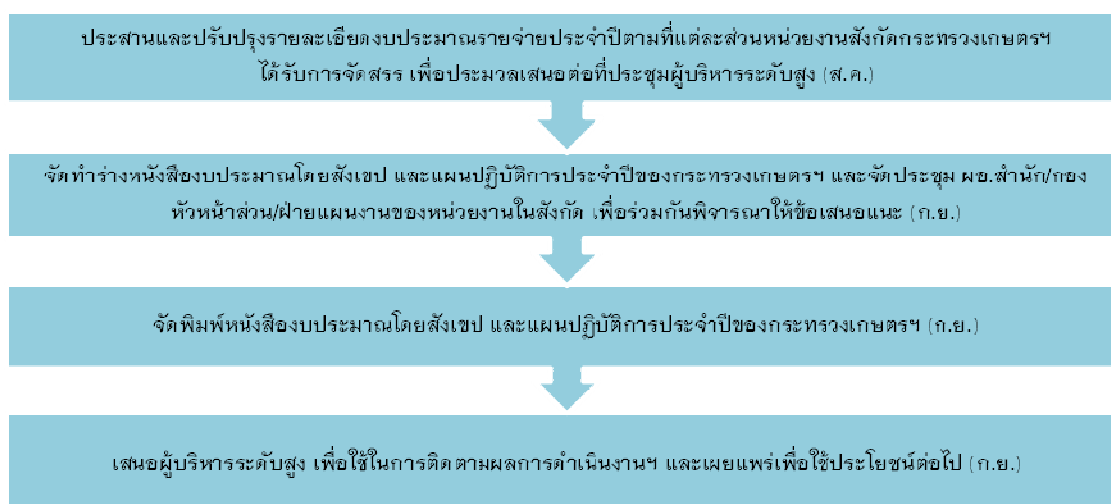 ประสานและปรับปรุงรายละเอียดงบประมาณรายจ่ายประจำปีตามที่แต่ละส่วนหน่วยงานสังกัดกระทรวงเกษตรฯ
ได้รับการจัดสรร เพื่อประมวลเสนอต่อที่ประชุมผู้บริหารระดับสูง (ส.ค.)
จัดทำร่างหนังสืองบประมาณโดยสังเขป และแผนปฏิบัติการประจำปีของกระทรวงเกษตรฯ และจัดประชุม ผอ.สำนัก/กอง
หัวหน้าส่วน/ฝ่ายแผนงานของหน่วยงานในสังกัด เพื่อร่วมกันพิจารณาให้ข้อเสนอแนะ (ก.ย.)
จัดพิมพ์หนังสืองบประมาณโดยสังเขป และแผนปฏิบัติการประจำปีของกระทรวงเกษตรฯ (ก.ย.)
เสนอผู้บริหารระดับสูง เพื่อใช้ในการติดตามผลการดำเนินงานฯ และเผยแพร่เพื่อใช้ประโยชน์ต่อไป (ก.ย.)